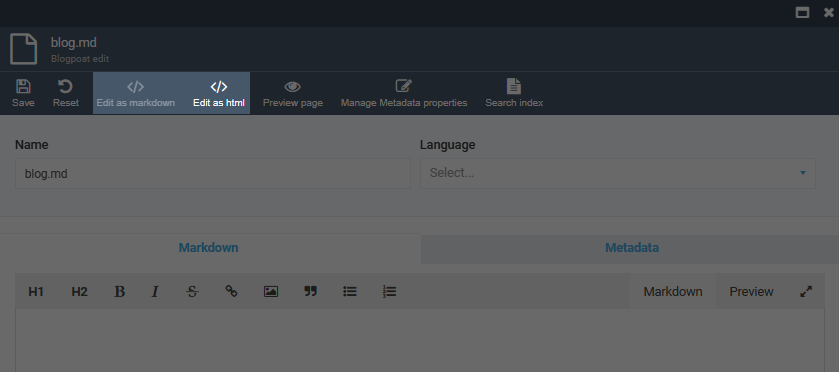 blog.md
Blogpost edit
Save Reset Edit as markdown Edit as html Preview page Manage Metadata properties Search index
Name Language
blog.md Select...
Markdown Metadata
H1 H2 B I S Markdown Preview